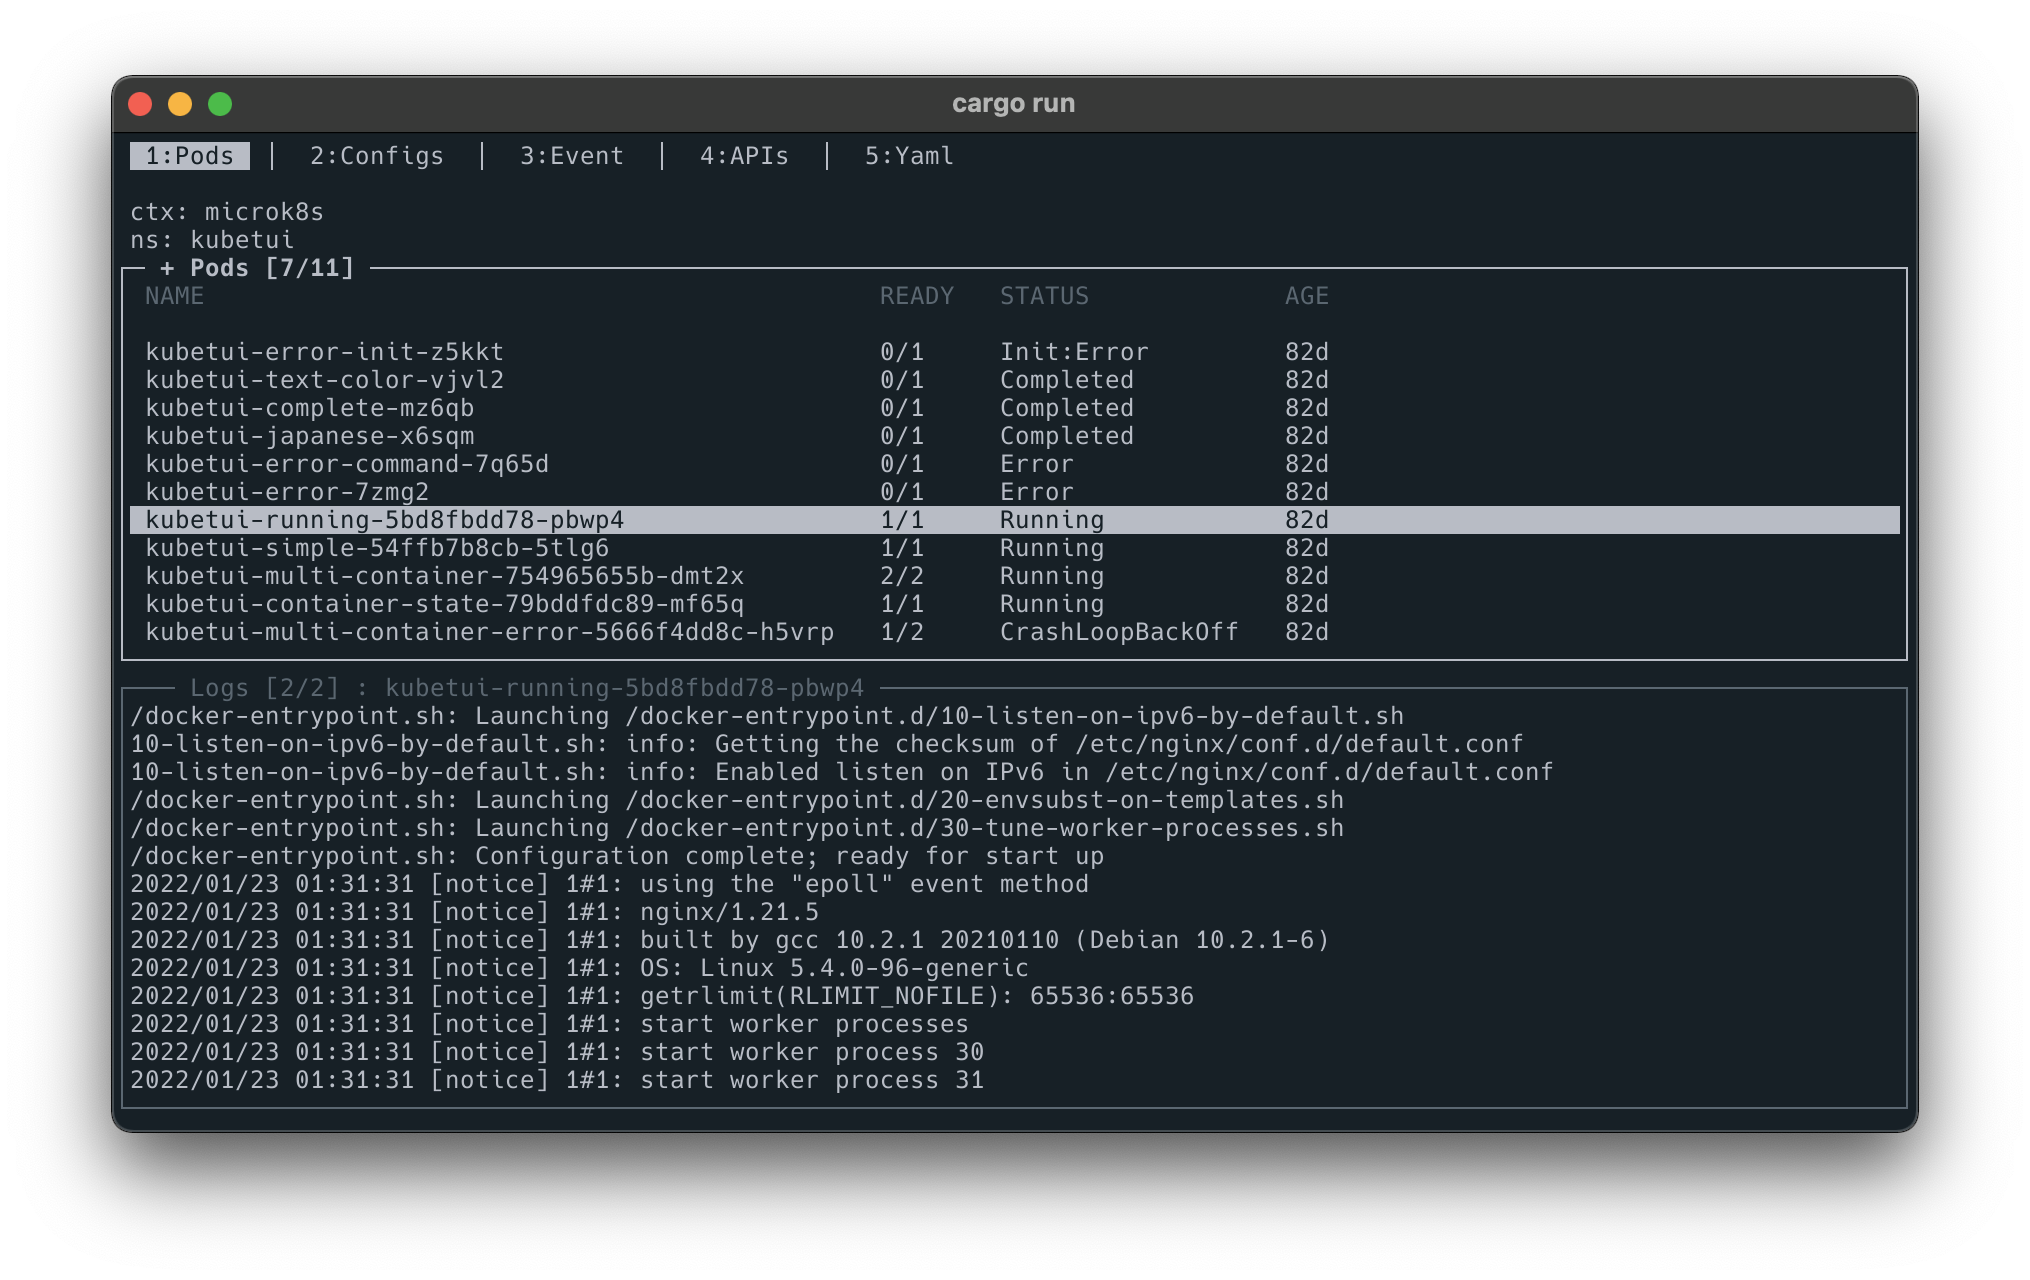 cargo run
1:Pods │ 2:Configs │ 3:Event │ 4:APIs │ 5:Yaml
ctx: microk8s
ns: kubetui
+ Pods [7/11]
NAME READY STATUS AGE
kubetui-error-init-z5kkt 0/1 Init:Error 82d
kubetui-text-color-vjvl2 0/1 Completed 82d
kubetui-complete-mz6qb 0/1 Completed 82d
kubetui-japanese-x6sqm 0/1 Completed 82d
kubetui-error-command-7q65d 0/1 Error 82d
kubetui-error-7zmg2 0/1 Error 82d
kubetui-running-5bd8fbdd78-pbwp4 1/1 Running 82d
kubetui-simple-54ffb7b8cb-5tlg6 1/1 Running 82d
kubetui-multi-container-754965655b-dmt2x 2/2 Running 82d
kubetui-container-state-79bddfdc89-mf65q 1/1 Running 82d
kubetui-multi-container-error-5666f4dd8c-h5vrp 1/2 CrashLoopBackOff 82d
Logs [2/2] : kubetui-running-5bd8fbdd78-pbwp4
/docker-entrypoint.sh: Launching /docker-entrypoint.d/10-listen-on-ipv6-by-default.sh
10-listen-on-ipv6-by-default.sh: info: Getting the checksum of /etc/nginx/conf.d/default.conf
10-listen-on-ipv6-by-default.sh: info: Enabled listen on IPv6 in /etc/nginx/conf.d/default.conf
/docker-entrypoint.sh: Launching /docker-entrypoint.d/20-envsubst-on-templates.sh
/docker-entrypoint.sh: Launching /docker-entrypoint.d/30-tune-worker-processes.sh
/docker-entrypoint.sh: Configuration complete; ready for start up
2022/01/23 01:31:31 [notice] 1#1: using the "epoll" event method
2022/01/23 01:31:31 [notice] 1#1: nginx/1.21.5
2022/01/23 01:31:31 [notice] 1#1: built by gcc 10.2.1 20210110 (Debian 10.2.1-6)
2022/01/23 01:31:31 [notice] 1#1: OS: Linux 5.4.0-96-generic
2022/01/23 01:31:31 [notice] 1#1: getrlimit(RLIMIT_NOFILE): 65536:65536
2022/01/23 01:31:31 [notice] 1#1: start worker processes
2022/01/23 01:31:31 [notice] 1#1: start worker process 30
2022/01/23 01:31:31 [notice] 1#1: start worker process 31